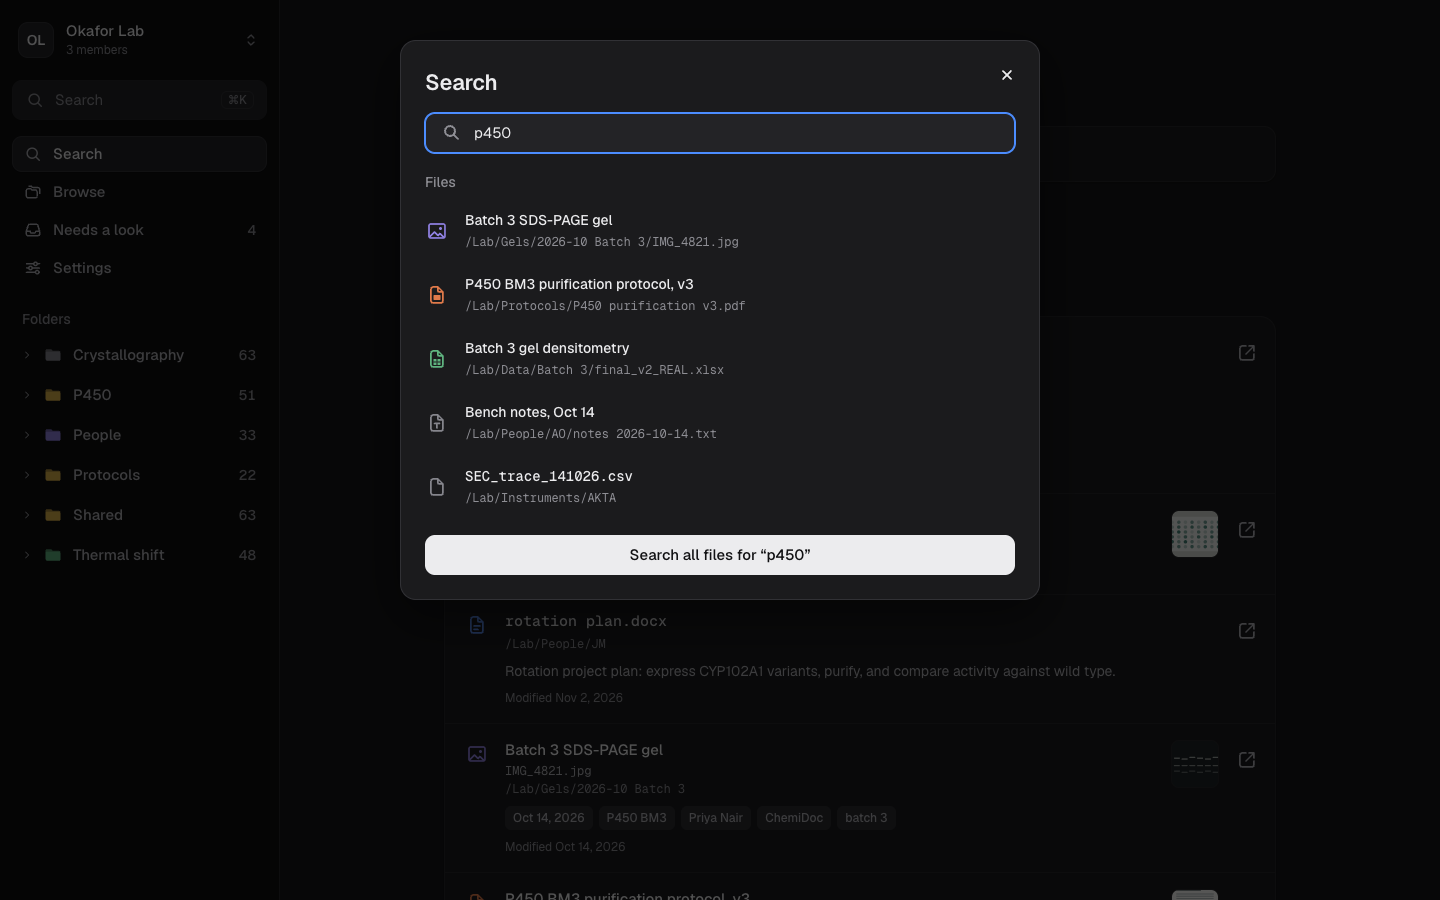 OL
Okafor Lab
3 members
Search
⌘K
Search
Browse
Needs a look 4
Settings
Folders
Crystallography 63
P450 51
People 33
Protocols 22
Shared 63
Thermal shift 48
Search
p450
Files
Batch 3 SDS-PAGE gel
/Lab/Gels/2026-10 Batch 3/IMG_4821.jpg
P450 BM3 purification protocol, v3
/Lab/Protocols/P450 purification v3.pdf
Batch 3 gel densitometry
/Lab/Data/Batch 3/final_v2_REAL.xlsx
Bench notes, Oct 14
/Lab/People/AO/notes 2026-10-14.txt
SEC_trace_141026.csv
/Lab/Instruments/AKTA
Search all files for “p450”
rotation plan.docx
/Lab/People/JM
Rotation project plan: express CYP102A1 variants, purify, and compare activity against wild type.
Modified Nov 2, 2026
Batch 3 SDS-PAGE gel
IMG_4821.jpg
/Lab/Gels/2026-10 Batch 3
Oct 14, 2026 P450 BM3 Priya Nair ChemiDoc batch 3
Modified Oct 14, 2026
P450 BM3 purification protocol, v3